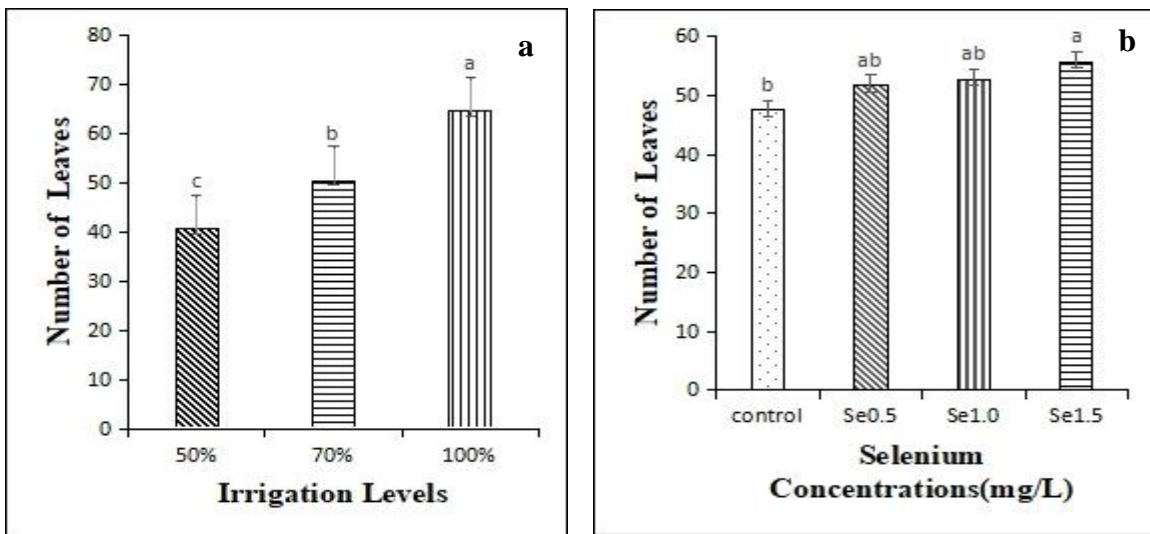 a
80
70
60
50
40
30
20
10
0
Number of Leaves
c
b
a
50% 70% 100%
Irrigation Levels
b
60
50
40
30
20
10
0
Number of Leaves
b
ab
ab
a
control Se0.5 Se1.0 Se1.5
Selenium
Concentrations(mg/L)